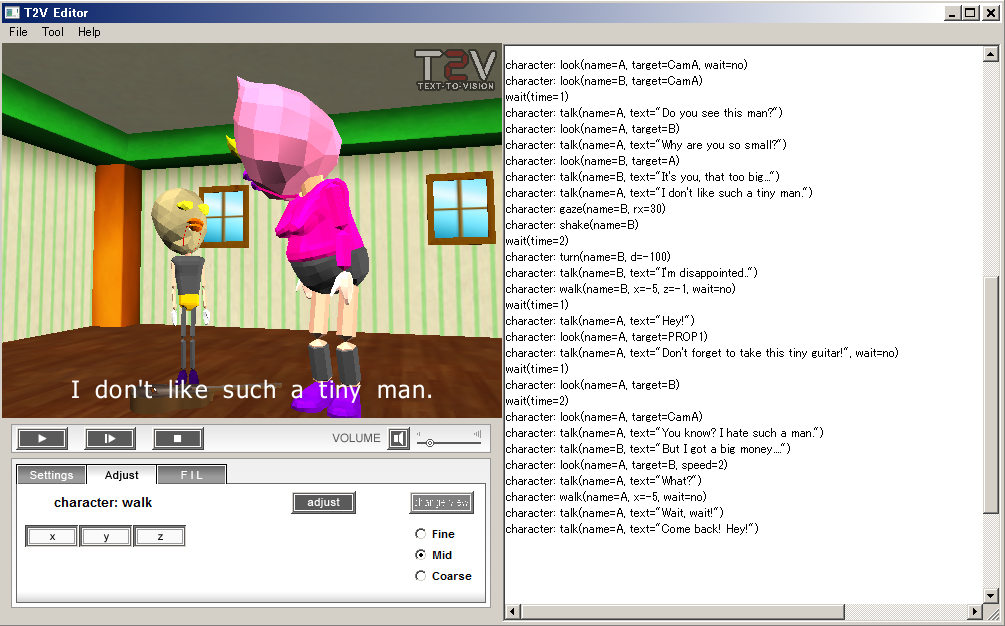 T2V Editor
File Tool Help
T2V
TEXT-TO-VISION
I don't like such a tiny man.
VOLUME
Settings Adjust F I L
character: walk
adjust
change view
x y z
Fine
Mid
Coarse
character: look(name=A, target=CamA, wait=no)
character: look(name=B, target=CamA)
wait(time=1)
character: talk(name=A, text="Do you see this man?")
character: look(name=A, target=B)
character: talk(name=A, text="Why are you so small?")
character: look(name=B, target=A)
character: talk(name=B, text="It's you, that too big...")
character: talk(name=A, text="I don't like such a tiny man.")
character: gaze(name=B, rx=30)
character: shake(name=B)
wait(time=2)
character: turn(name=B, d=-100)
character: talk(name=B, text="I'm disappointed..")
character: walk(name=B, x=-5, z=-1, wait=no)
wait(time=1)
character: talk(name=A, text="Hey!")
character: look(name=A, target=PROP1)
character: talk(name=A, text="Don't forget to take this tiny guitar!", wait=no)
wait(time=1)
character: look(name=A, target=B)
wait(time=2)
character: look(name=A, target=CamA)
character: talk(name=A, text="You know? I hate such a man.")
character: talk(name=B, text="But I got a big money....")
character: look(name=A, target=B, speed=2)
character: talk(name=A, text="What?")
character: walk(name=A, x=-5, wait=no)
character: talk(name=A, text="Wait, wait!")
character: talk(name=A, text="Come back! Hey!")